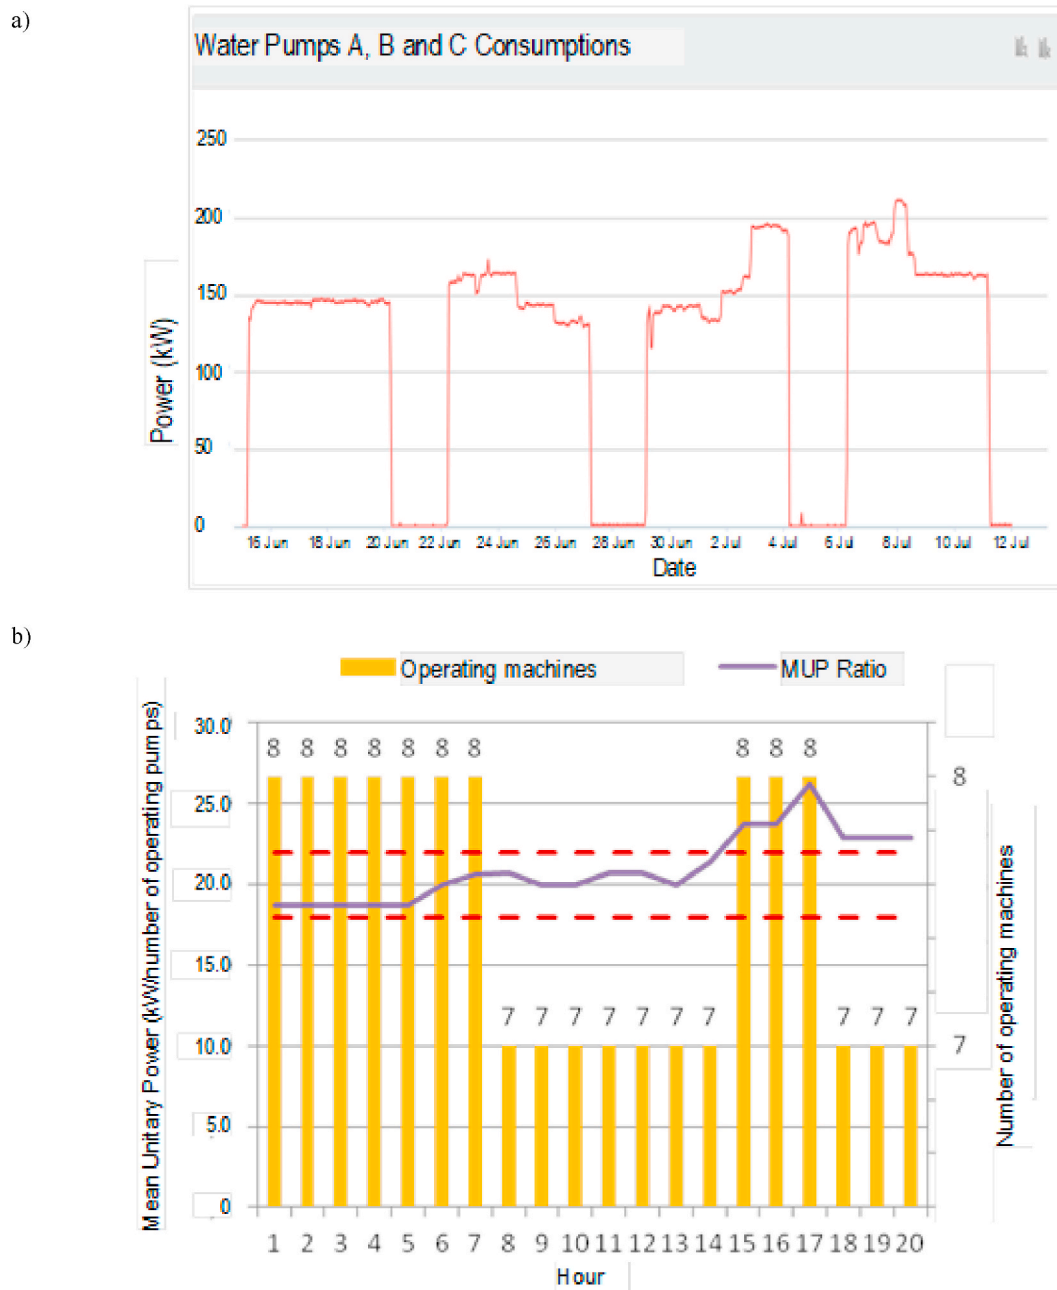 a)
Water Pumps A, B and C Consumptions
250
200
150
100
50
0
Power (kW)
16 Jun 18 Jun 20 Jun 22 Jun 24 Jun 26 Jun 28 Jun 30 Jun 2 Jul 4 Jul 6 Jul 8 Jul 10 Jul 12 Jul
Date
b)
Operating machines MUP Ratio
Mean Unitary Power (kW/number of operating pumps)
30.0
25.0
20.0
15.0
10.0
5.0
0
8 8 8 8 8 8 8 8 8 8
7 7 7 7 7 7 7 7 7 7
8
7
Number of operating machines
1 2 3 4 5 6 7 8 9 10 11 12 13 14 15 16 17 18 19 20
Hour